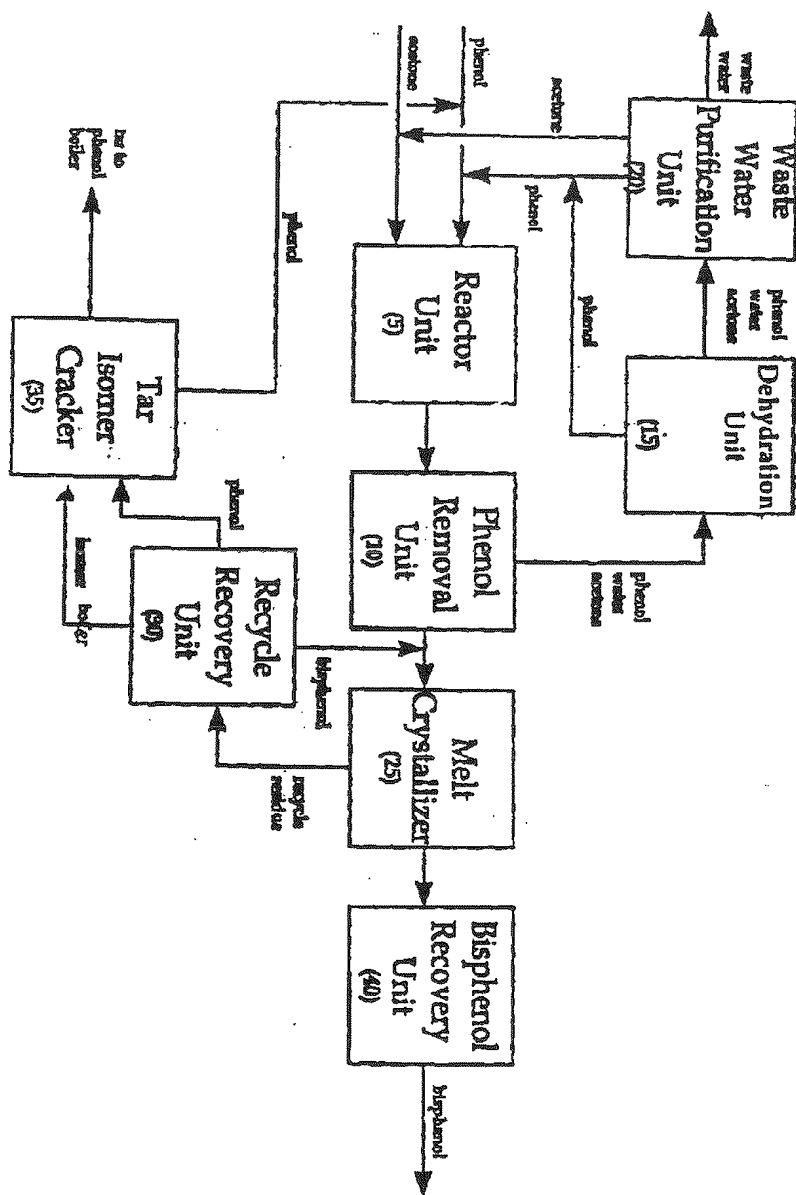 Waste
Water
Purification
Unit
(20)
waste
water
phenol
water
acetone
Dehydration
Unit
(15)
phenol
acetone
acetone
phenol
phenol
phenol
Reactor
Unit
(5)
Phenol
Removal
Unit
(10)
phenol
water
acetone
Melt
Crystallizer
(25)
Bisphenol
Recovery
Unit
(40)
bisphenol
bisphenol
recycle
residue
phenol
Recycle
Recovery
Unit
(30)
phenol
Tar
Isomer
Cracker
(35)
phenol
boiler